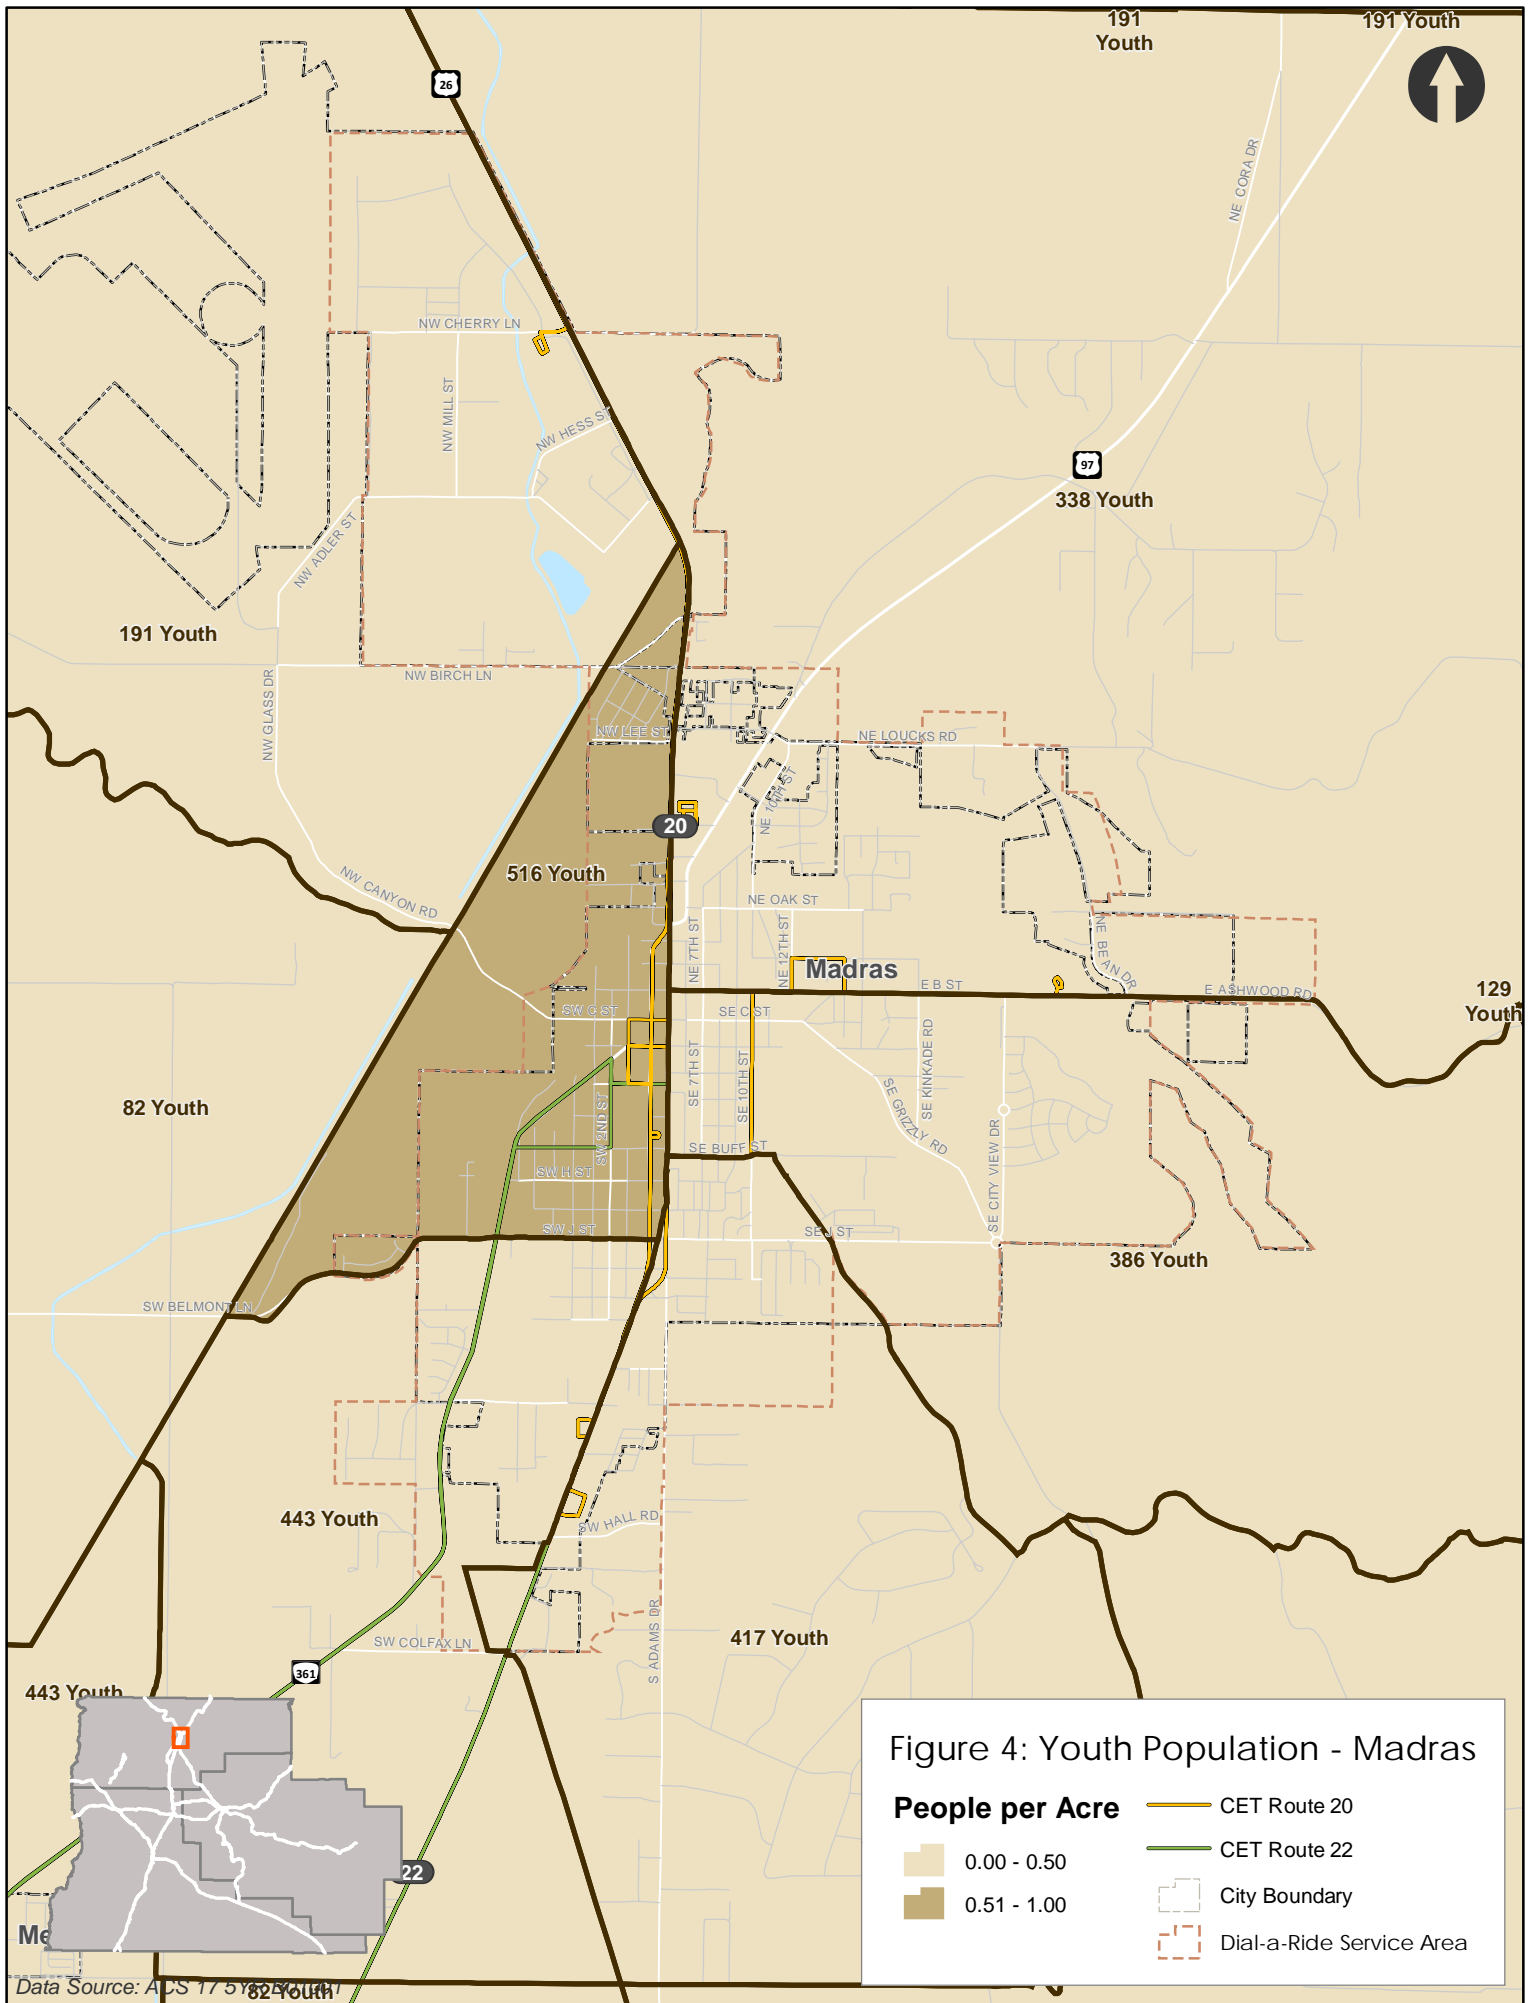 191
Youth
191 Youth
26
NE CORA DR
NW CHERRY LN
NW MILL ST
NW HESS ST
97
338 Youth
NW ADLER ST
191 Youth
NW BIRCH LN
NW GLASS DR
NW LEE ST
NE LOUCKS RD
NE 10TH ST
20
516 Youth
NW CANYON RD
NE OAK ST
NE 7TH ST
NE 12TH ST
Madras
NE BEAN DR
E B ST
E ASHWOOD RD
129
Youth
SW C ST
SE C ST
SE 7TH ST
SE 10TH ST
SE KINKADE RD
SE GRIZZLY RD
82 Youth
SW 2ND ST
SE CITY VIEW DR
SE BUFF ST
SW H ST
SW J ST
SE J ST
386 Youth
SW BELMONT LN
443 Youth
SW HALL RD
417 Youth
S ADAMS DR
SW COLFAX LN
361
443 Youth
22
Figure 4: Youth Population - Madras
People per Acre
0.00 - 0.50
0.51 - 1.00
CET Route 20
CET Route 22
City Boundary
Dial-a-Ride Service Area
Data Source: ACS 17 5YR
82 Youth